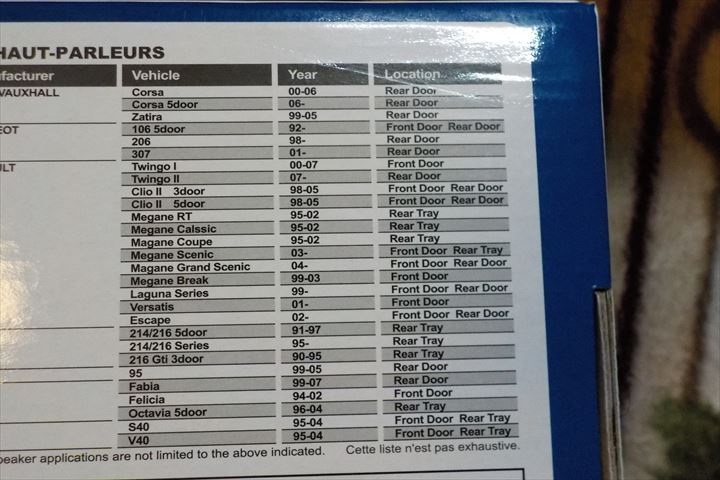 HAUT-PARLEURS
ufacturer Vehicle Year Location
VAUXHALL Corsa 00-06 Rear Door
Corsa 5door 06- Rear Door
Zatira 99-05 Rear Door
EOT 106 5door 92- Front Door Rear Door
206 98- Rear Door
307 01- Rear Door
ULT Twingo I 00-07 Front Door
Twingo II 07- Rear Door
Clio II 3door 98-05 Front Door Rear Door
Clio II 5door 98-05 Front Door Rear Door
Megane RT 95-02 Rear Tray
Megane Calssic 95-02 Rear Tray
Magane Coupe 95-02 Rear Tray
Megane Scenic 03- Front Door Rear Tray
Magane Grand Scenic 04- Front Door Rear Door
Megane Break 99-03 Front Door
Laguna Series 99- Front Door Rear Door
Versatis 01- Front Door
Escape 02- Front Door Rear Door
214/216 5door 91-97 Rear Tray
214/216 Series 95- Rear Tray
216 Gti 3door 90-95 Rear Tray
95 99-05 Rear Door
Fabia 99-07 Rear Door
Felicia 94-02 Front Door
Octavia 5door 96-04 Rear Tray
S40 95-04 Front Door Rear Tray
V40 95-04 Front Door Rear Tray
peaker applications are not limited to the above indicated. Cette liste n'est pas exhaustive.